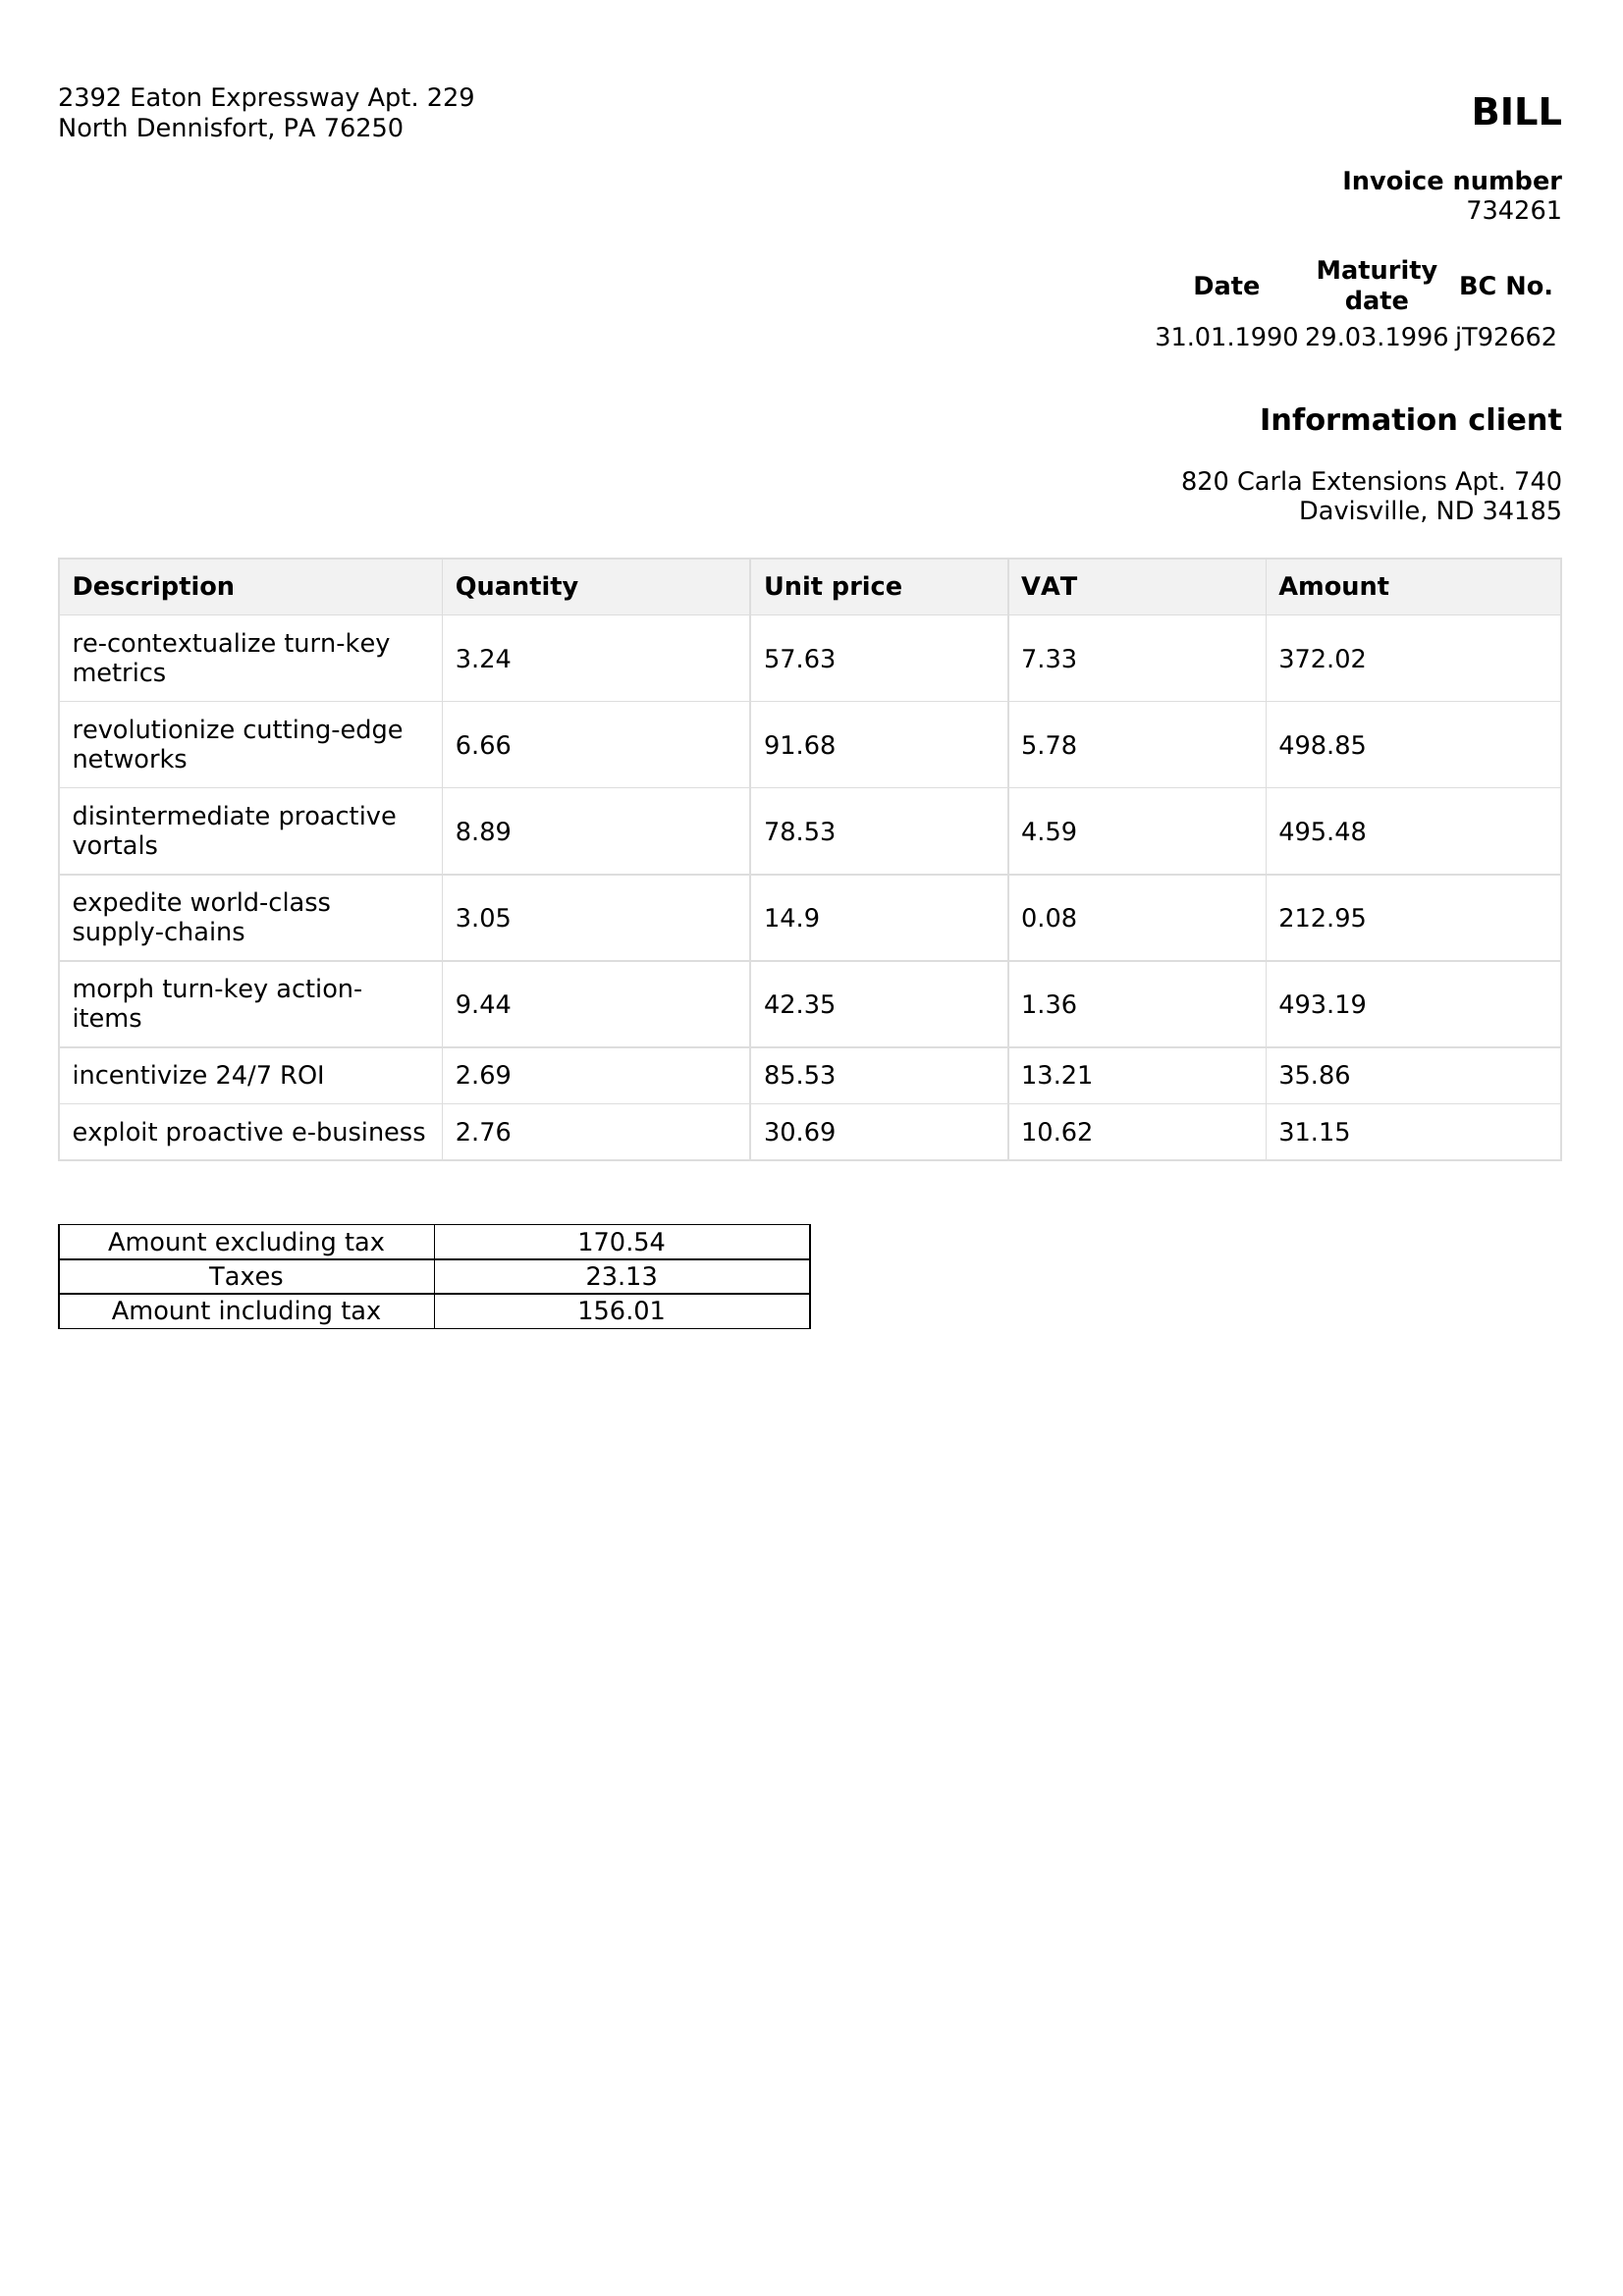 2392 Eaton Expressway Apt. 229
North Dennisfort, PA 76250
BILL
Invoice number
734261
Date Maturity date BC No.
31.01.1990 29.03.1996 jT92662
Information client
820 Carla Extensions Apt. 740
Davisville, ND 34185
Description Quantity Unit price VAT Amount
re-contextualize turn-key
metrics 3.24 57.63 7.33 372.02
revolutionize cutting-edge
networks 6.66 91.68 5.78 498.85
disintermediate proactive
vortals 8.89 78.53 4.59 495.48
expedite world-class
supply-chains 3.05 14.9 0.08 212.95
morph turn-key action-
items 9.44 42.35 1.36 493.19
incentivize 24/7 ROI 2.69 85.53 13.21 35.86
exploit proactive e-business 2.76 30.69 10.62 31.15
Amount excluding tax 170.54
Taxes 23.13
Amount including tax 156.01